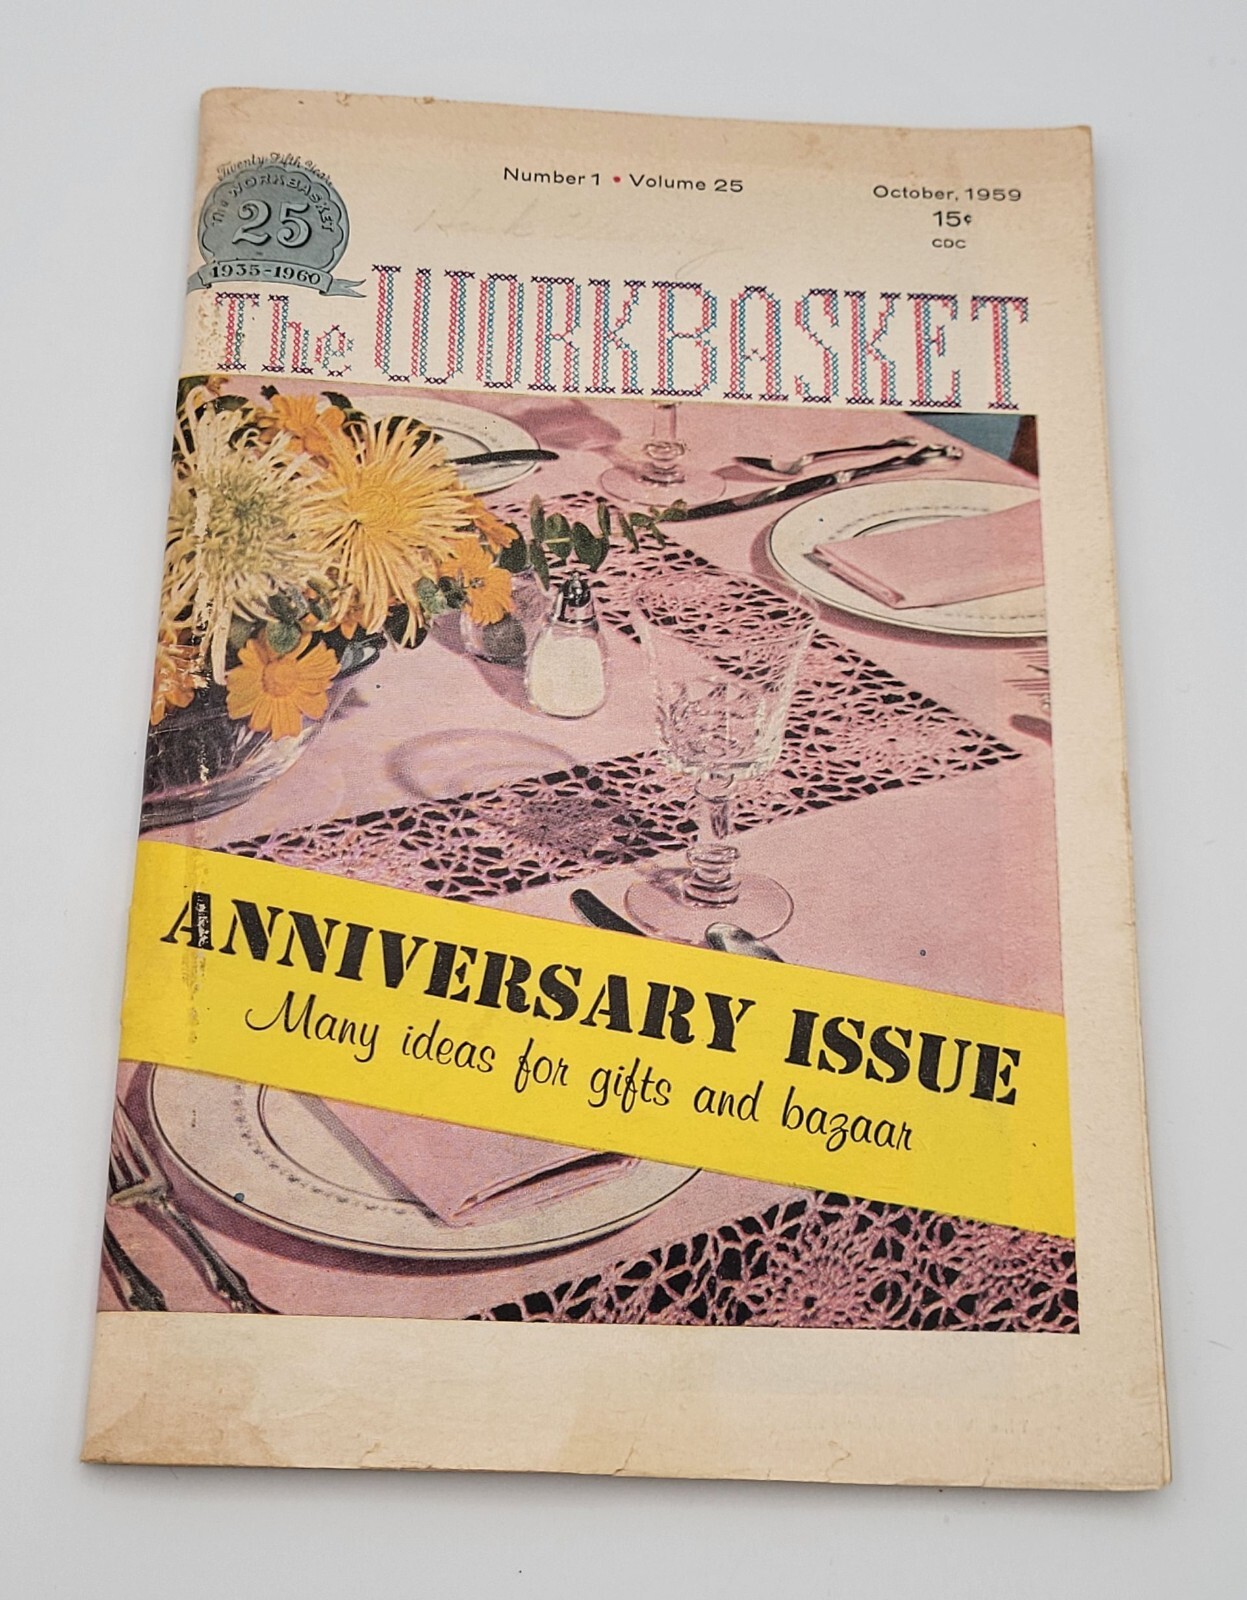 Twenty-Fifth Year
The WORKBASKET
25
1935-1960
Number 1 • Volume 25
October, 1959
15¢
CDC
The WORKBASKET
ANNIVERSARY ISSUE
Many ideas for gifts and bazaar